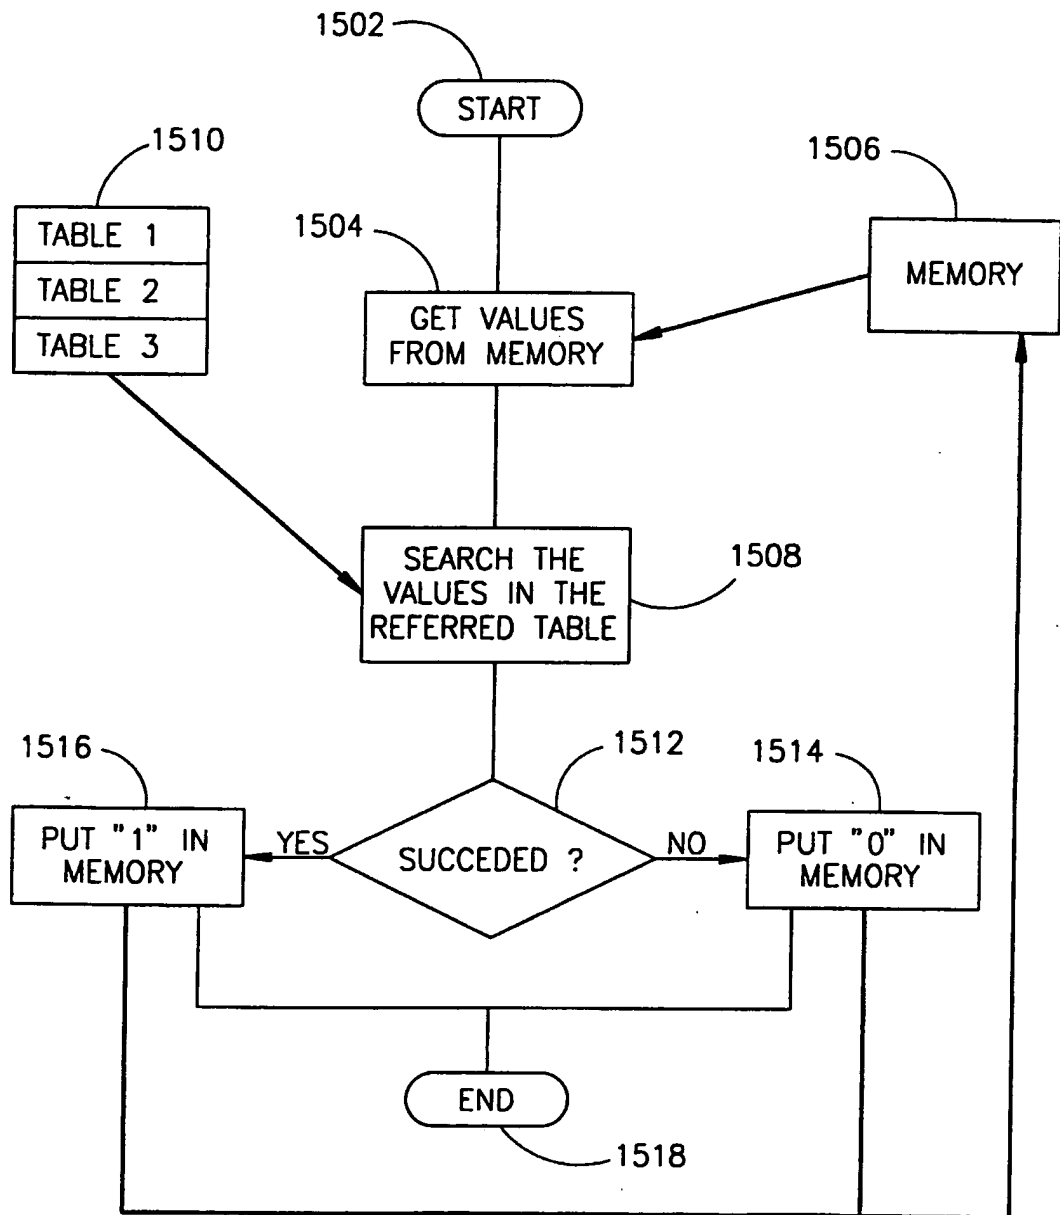 1502
START
1510
1506
TABLE 1
TABLE 2
TABLE 3
1504
GET VALUES
FROM MEMORY
MEMORY
SEARCH THE
VALUES IN THE
REFERRED TABLE
1508
1516
1512
1514
PUT "1" IN
MEMORY
YES
SUCCEDED ?
NO
PUT "0" IN
MEMORY
END
1518